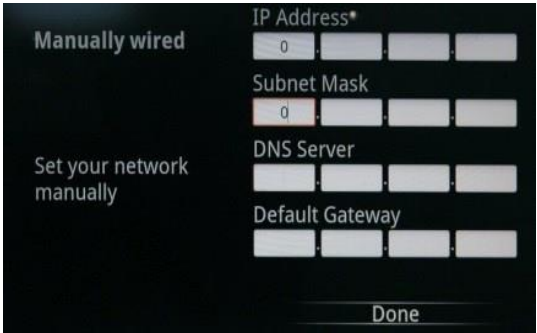 Manually wired
Set your network
manually
IP Address*
0 . . .
Subnet Mask
0 . . .
DNS Server
. . .
Default Gateway
. . .
Done